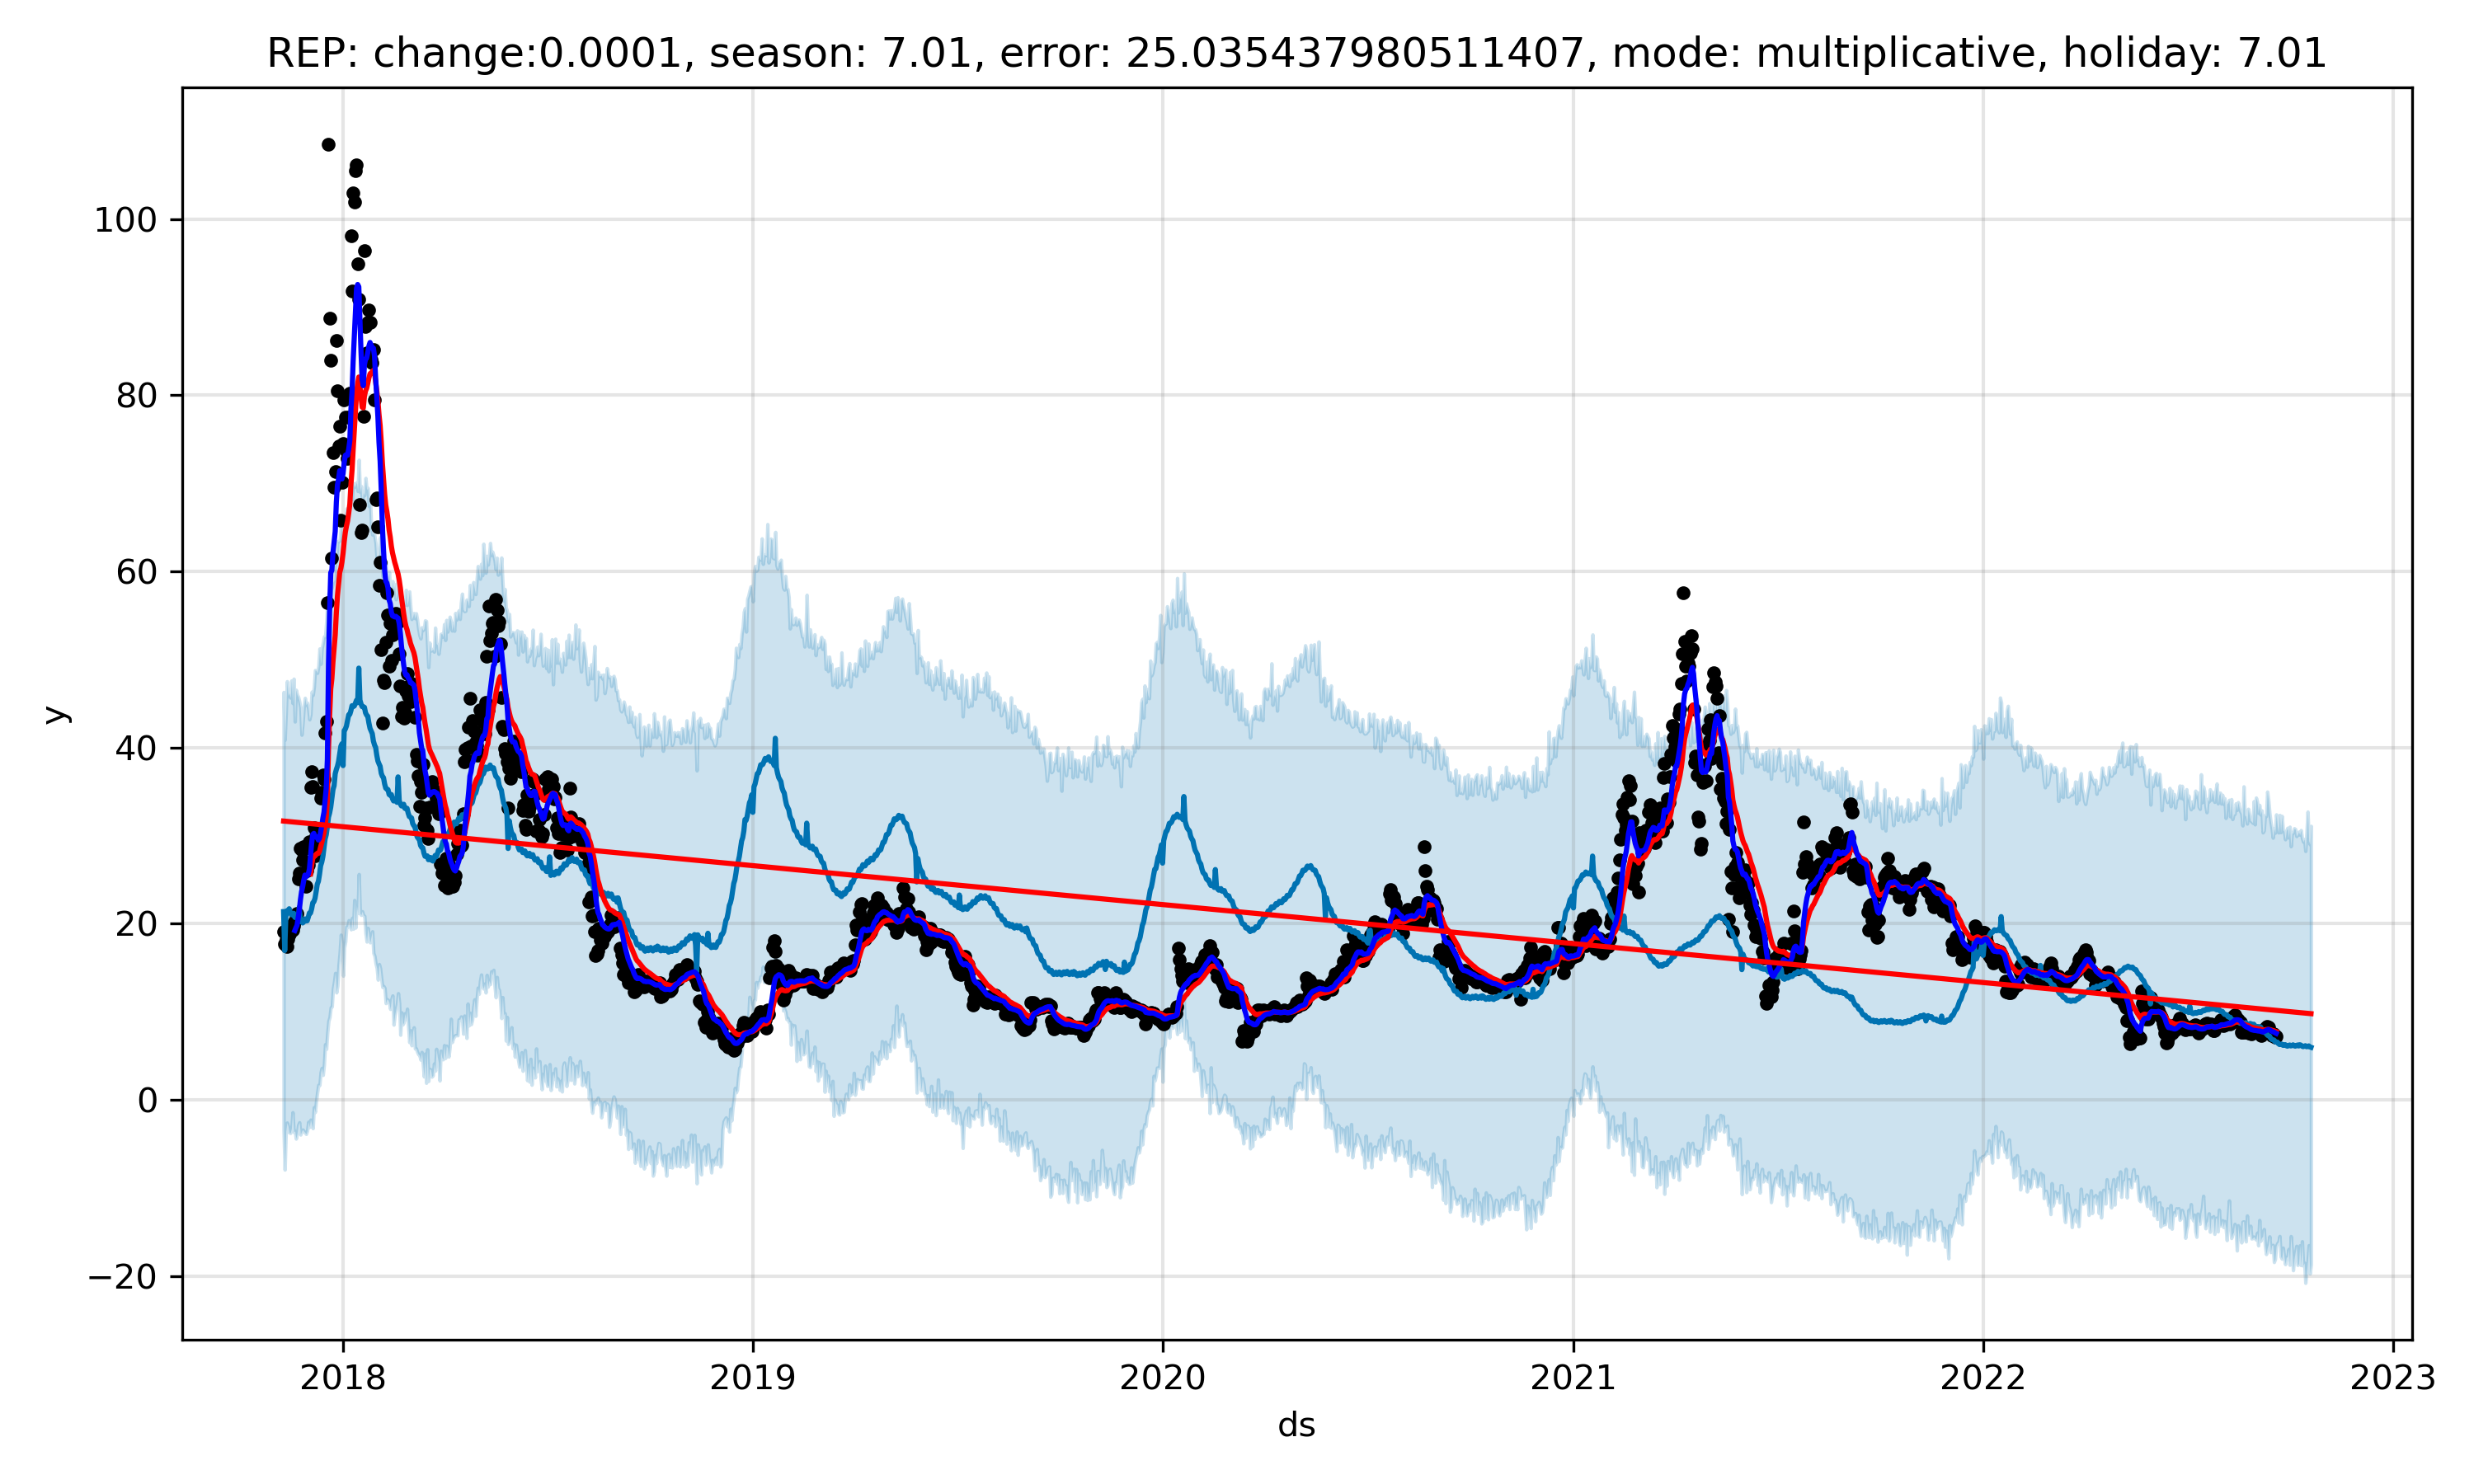 REP: change:0.0001, season: 7.01, error: 25.035437980511407, mode: multiplicative, holiday: 7.01
100
80
60
40
20
0
−20
y
2018 2019 2020 2021 2022 2023
ds